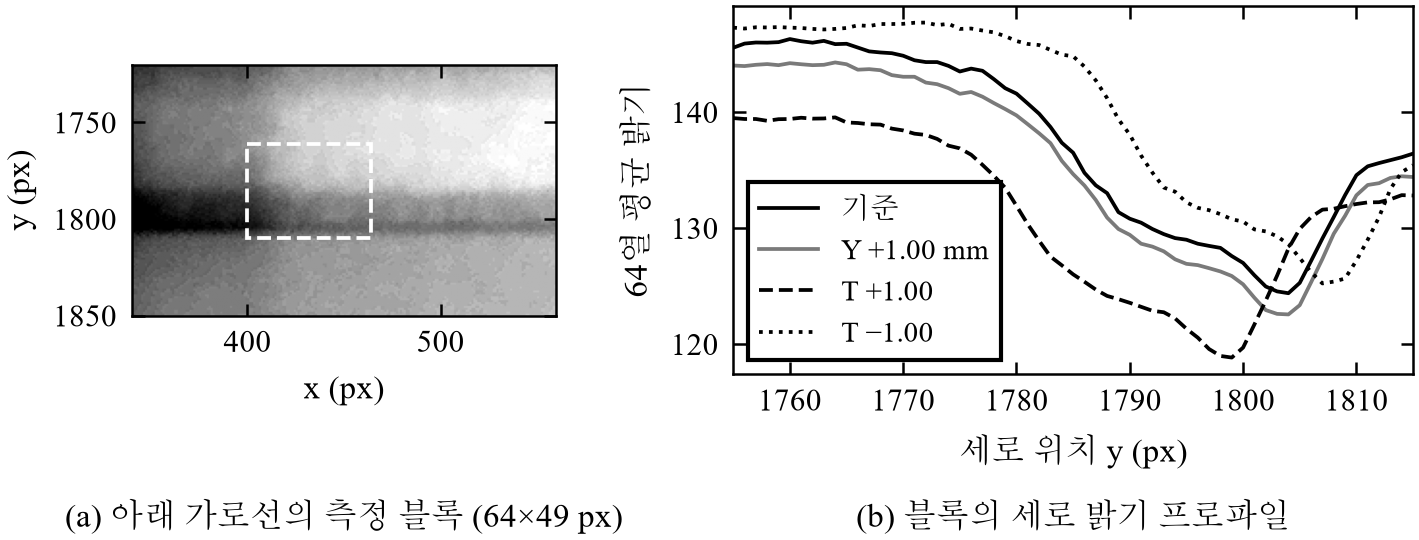 1750
1800
1850
y (px)
400
500
x (px)
(a) 아래 가로선의 측정 블록 (64×49 px)
140
130
120
64열 평균 밝기
기준
Y +1.00 mm
T +1.00
T −1.00
1760
1770
1780
1790
1800
1810
세로 위치 y (px)
(b) 블록의 세로 밝기 프로파일